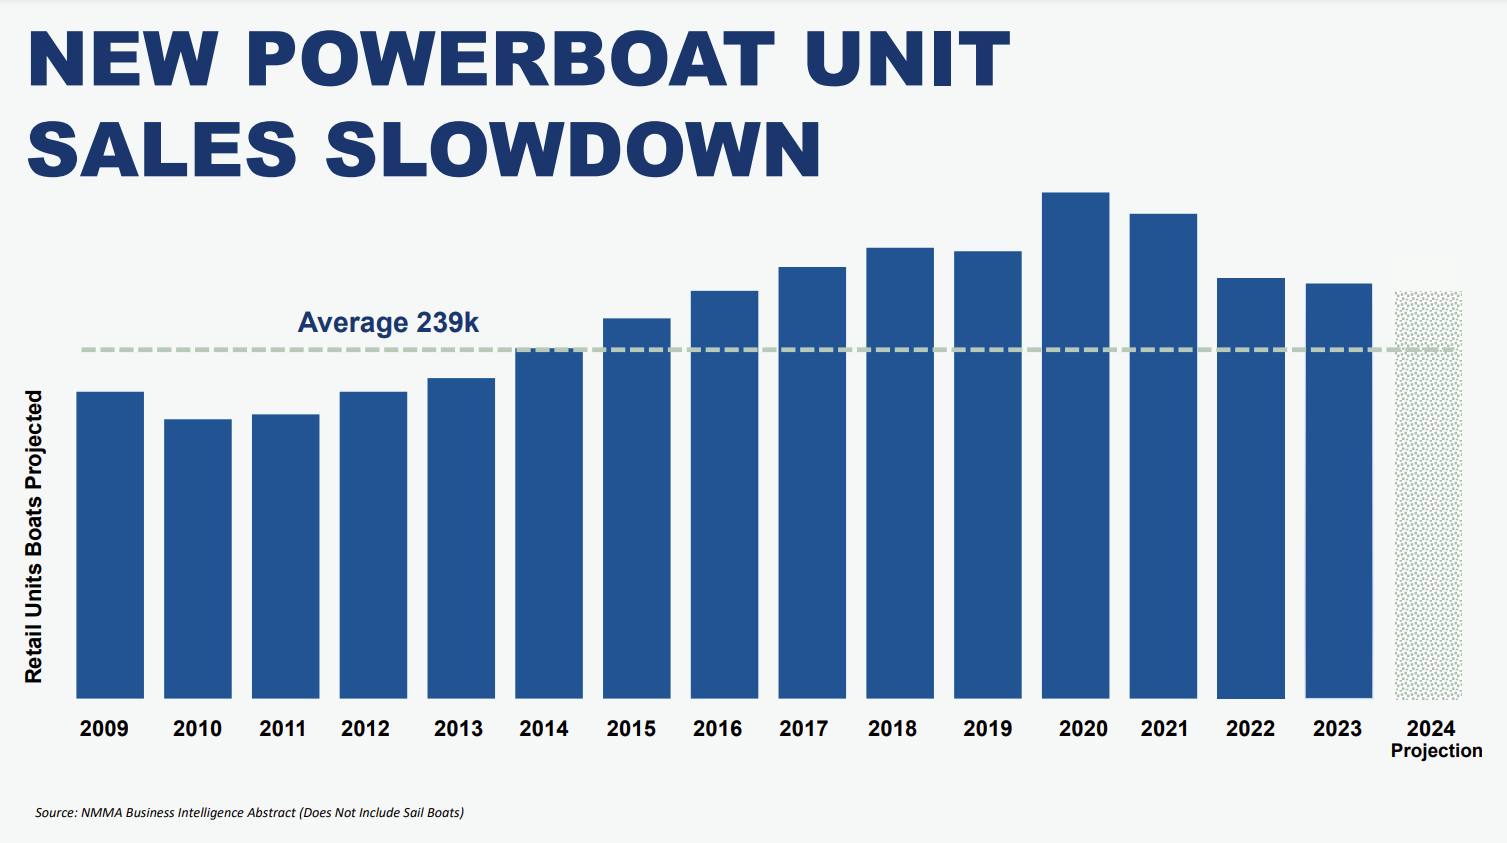 NEW POWERBOAT UNIT
SALES SLOWDOWN
Average 239k
Retail Units Boats Projected
2009 2010 2011 2012 2013 2014 2015 2016 2017 2018 2019 2020 2021 2022 2023 2024
Projection
Source: NMMA Business Intelligence Abstract (Does Not Include Sail Boats)